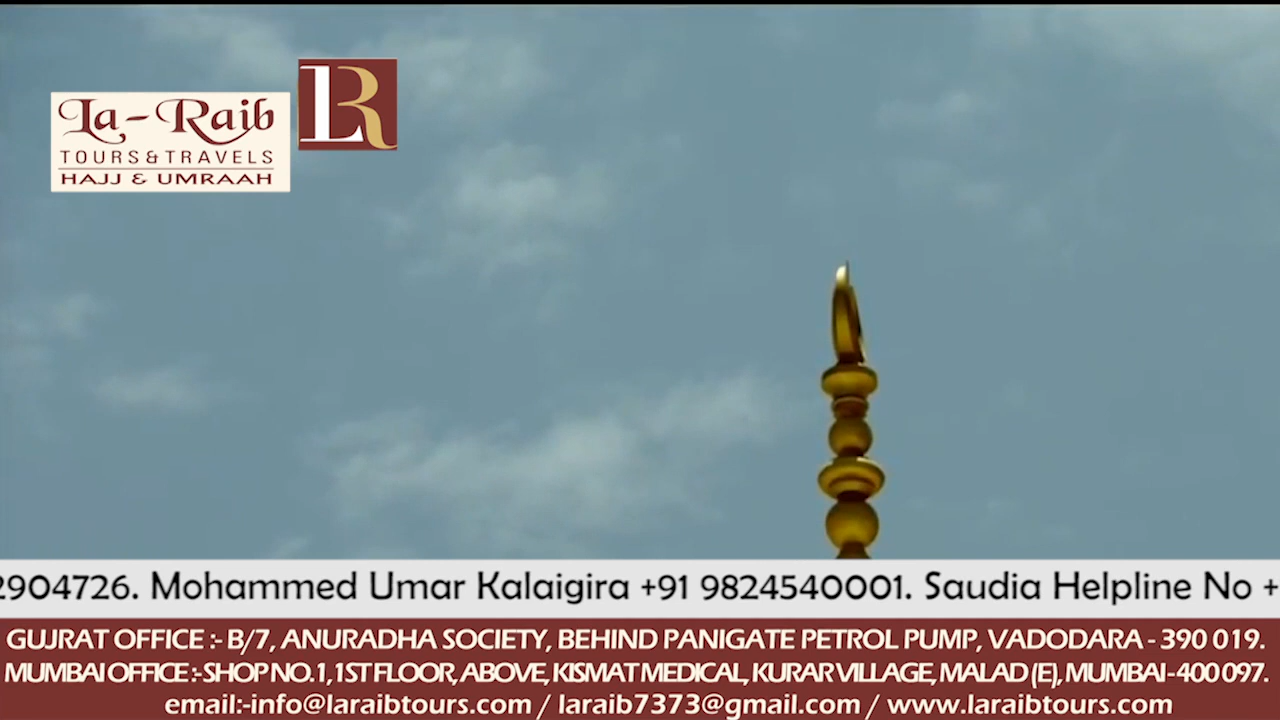 La-Raib
TOURS&TRAVELS
HAJJ & UMRAAH
LR
2904726. Mohammed Umar Kalaigira +91 9824540001. Saudia Helpline No +
GUJRAT OFFICE :- B/7, ANURADHA SOCIETY, BEHIND PANIGATE PETROL PUMP, VADODARA - 390 019.
MUMBAI OFFICE :- SHOP NO. 1, 1ST FLOOR, ABOVE, KISMAT MEDICAL, KURAR VILLAGE, MALAD (E), MUMBAI - 400 097.
email:-info@laraibtours.com / laraib7373@gmail.com / www.laraibtours.com